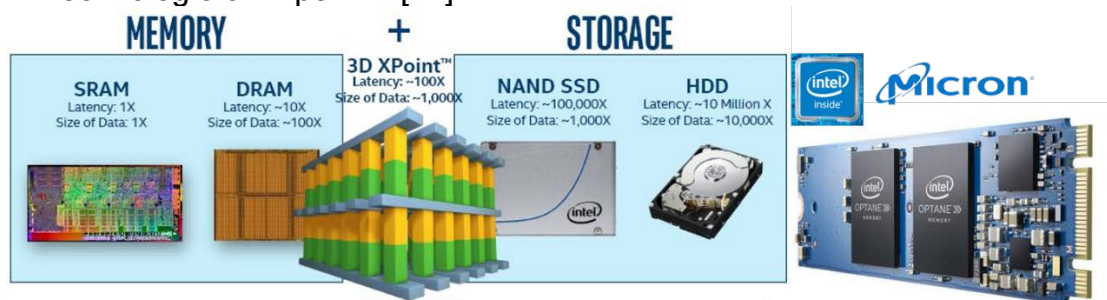 MEMORY + STORAGE
SRAM
Latency: 1X
Size of Data: 1X
DRAM
Latency: ~10X
Size of Data: ~100X
3D XPoint™
Latency: ~100X
Size of Data: ~1,000X
NAND SSD
Latency: ~100,000X
Size of Data: ~1,000X
HDD
Latency: ~10 Million X
Size of Data: ~10,000X
intel
intel
inside
Micron
intel
OPTANE
MEMORY
intel
OPTANE
MEMORY